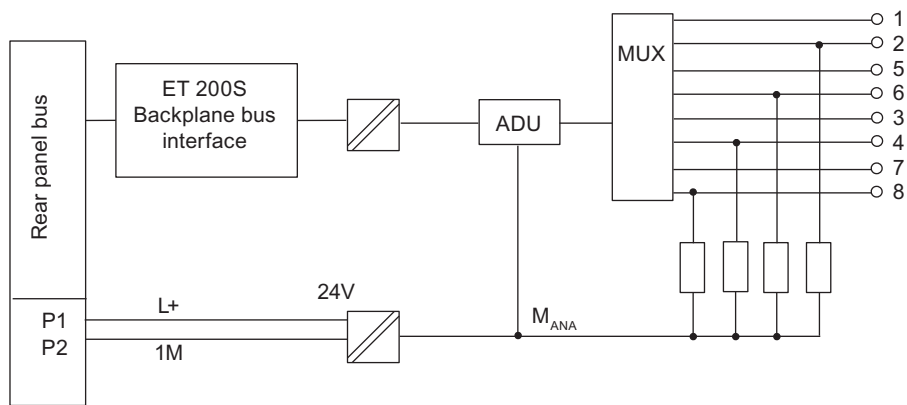 Rear panel bus
P1
P2
ET 200S
Backplane bus
interface
L+
1M
24V
ADU
M_ANA
MUX
1
2
5
6
3
4
7
8